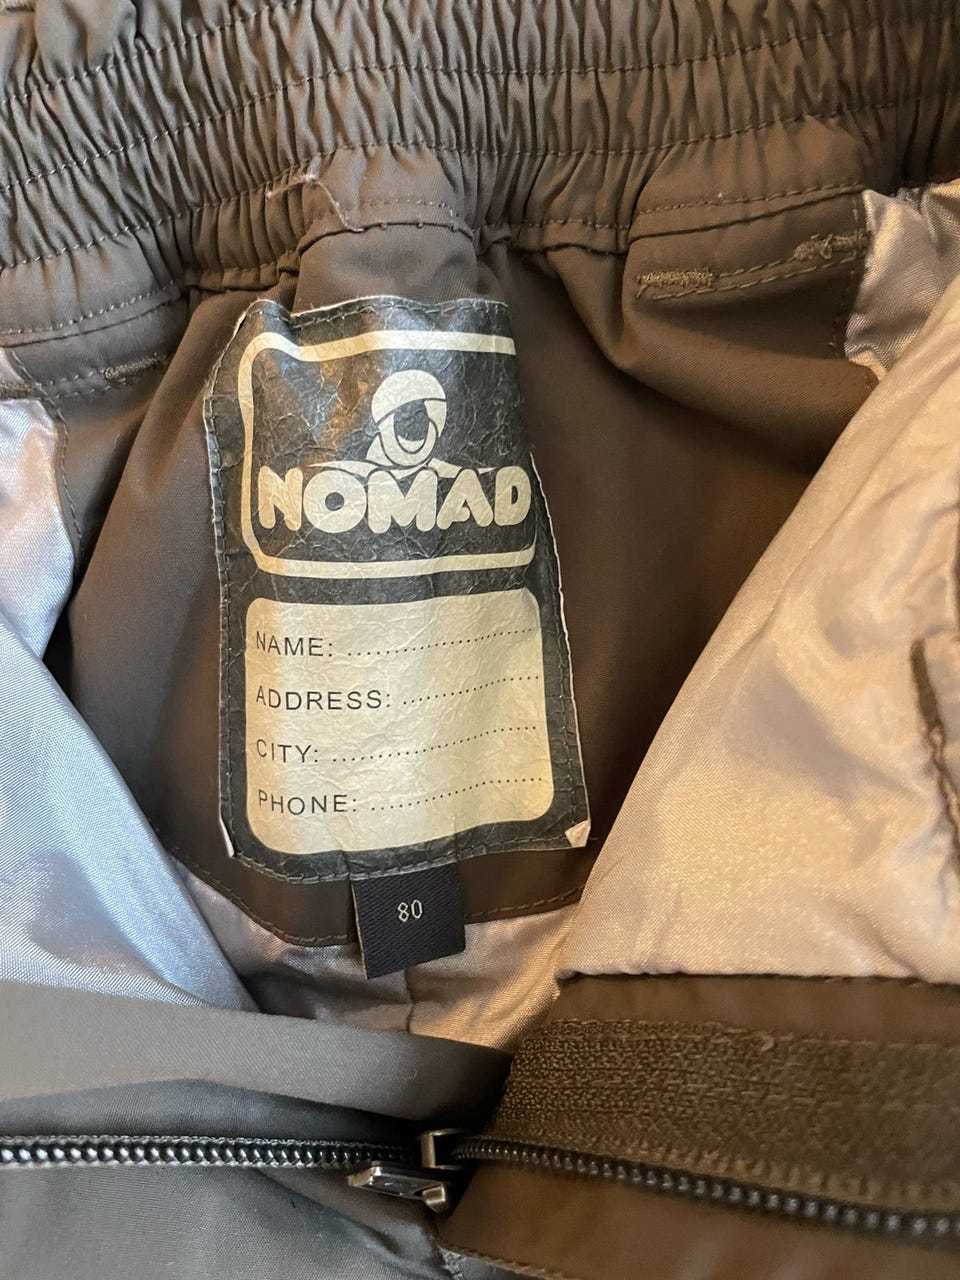 NOMAD
NAME: ..............................
ADDRESS: ......................
CITY: .................................
PHONE: ...........................
80